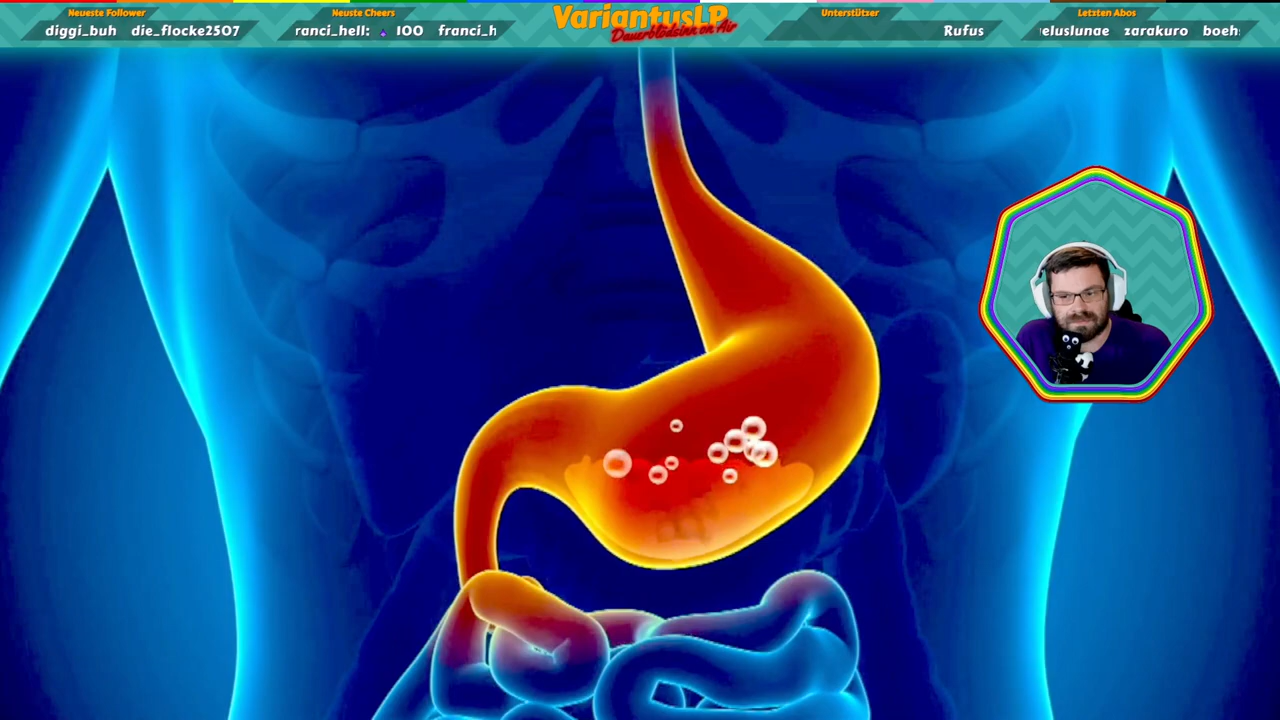 Neueste Follower
diggi_buh die_flocke2507
Neuste Cheers
ranci_hell: 100 franci_h
VariantusLP
Dauerblödsinn on Air
Unterstützer
Rufus
Letzten Abos
eluslunae zarakuro boeh